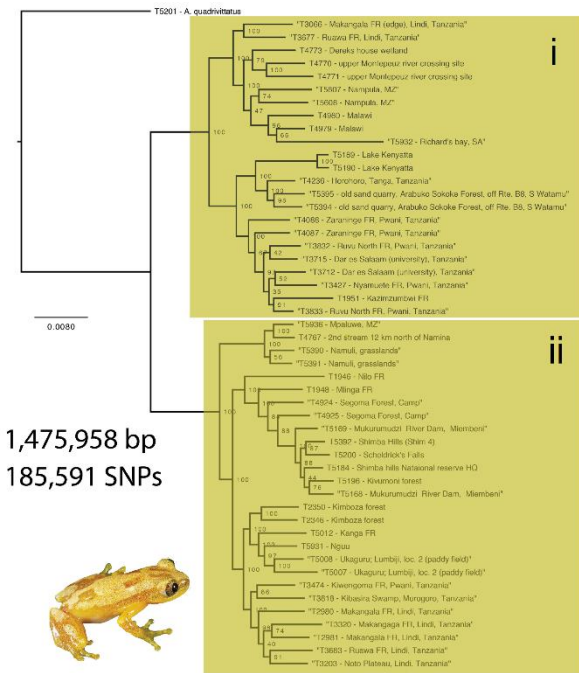 T5201 - A. quadrivittatus
i
"T3066 - Makangala FR (edge), Lindi, Tanzania"
"T3677 - Ruawa FR, Lindi, Tanzania"
T4773 - Dereks house wetland
T4770 - upper Montepuez river crossing site
T4771 - upper Montepuez river crossing site
"T5607 - Nampula, MZ"
"T5608 - Nampula, MZ"
T4980 - Malawi
T4979 - Malawi
"T5932 - Richard's bay, SA"
T5189 - Lake Kenyatta
T5190 - Lake Kenyatta
"T4230 - Horohoro, Tanga, Tanzania"
"T5395 - old sand quarry, Arabuko Sokoke Forest, off Rte. B8, S Watamu"
"T5394 - old sand quarry, Arabuko Sokoke Forest, off Rte. B8, S Watamu"
"T4086 - Zaraninge FR, Pwani, Tanzania"
"T4087 - Zaraninge FR, Pwani, Tanzania"
"T3832 - Ruvu North FR, Pwani, Tanzania"
"T3715 - Dar es Salaam (university), Tanzania"
"T3712 - Dar es Salaam (university), Tanzania"
"T3427 - Nyamuete FR, Pwani, Tanzania"
T1951 - Kazimzumbwi FR
"T3833 - Ruvu North FR, Pwani, Tanzania"
0.0080
ii
"T5936 - Mpaluwe, MZ"
T4767 - 2nd stream 12 km north of Namina
"T5390 - Namuli, grasslands"
"T5391 - Namuli, grasslands"
T1946 - Nilo FR
T1948 - Mlinga FR
"T4924 - Segoma Forest, Camp"
"T4925 - Segoma Forest, Camp"
"T5169 - Mukurumudzi River Dam, Mlembeni"
T5392 - Shimba Hills (Shim 4)
T5200 - Scholdrick's Falls
T5184 - Shimba hills Nataional reserve HQ
T5196 - Kivumoni forest
"T5168 - Mukurumudzi River Dam, Mlembeni"
T2350 - Kimboza forest
T2346 - Kimboza forest
T5012 - Kanga FR
T5931 - Nguu
"T5008 - Ukaguru; Lumbiji, loc. 2 (paddy field)"
"T5007 - Ukaguru; Lumbiji, loc. 2 (paddy field)"
"T3474 - Kiwengoma FR, Pwani, Tanzania"
"T3819 - Kibasira Swamp, Morogoro, Tanzania"
"T2980 - Makangala FR, Lindi, Tanzania"
"T3320 - Makangaga FR, Lindi, Tanzania"
"T2981 - Makangala FR, Lindi, Tanzania"
"T3683 - Ruawa FR, Lindi, Tanzania"
"T3203 - Noto Plateau, Lindi, Tanzania"
1,475,958 bp
185,591 SNPs